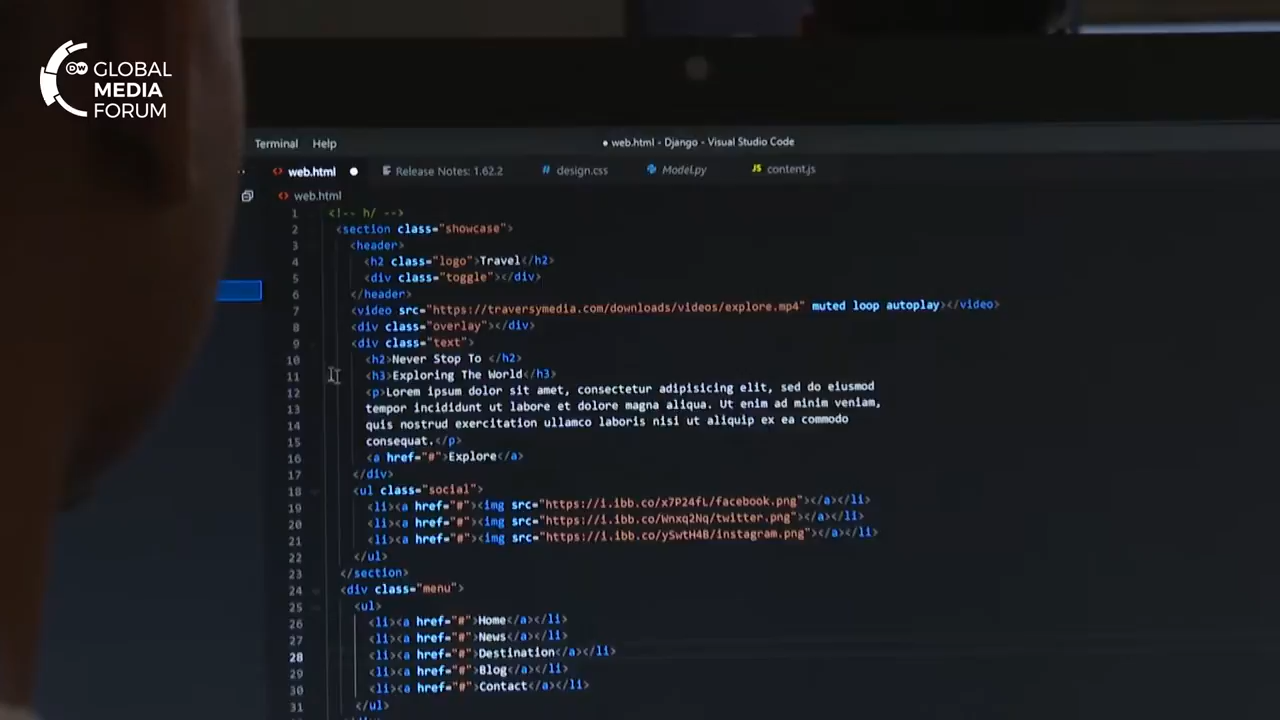 DW GLOBAL
MEDIA
FORUM
Terminal Help
● web.html - Django - Visual Studio Code
web.html ●
Release Notes: 1.62.2
# design.css
Model.py
JS content.js
<> web.html
1 <!-- h/ -->
2 <section class="showcase">
3 <header>
4 <h2 class="logo">Travel</h2>
5 <div class="toggle"></div>
6 </header>
7 <video src="https://traversymedia.com/downloads/videos/explore.mp4" muted loop autoplay></video>
8 <div class="overlay"></div>
9 <div class="text">
10 <h2>Never Stop To </h2>
11 <h3>Exploring The World</h3>
12 <p>Lorem ipsum dolor sit amet, consectetur adipisicing elit, sed do eiusmod
13 tempor incididunt ut labore et dolore magna aliqua. Ut enim ad minim veniam,
14 quis nostrud exercitation ullamco laboris nisi ut aliquip ex ea commodo
15 consequat.</p>
16 <a href="#">Explore</a>
17 </div>
18 <ul class="social">
19 <li><a href="#"><img src="https://i.ibb.co/x7P24fL/facebook.png"></a></li>
20 <li><a href="#"><img src="https://i.ibb.co/Wnxq2Nq/twitter.png"></a></li>
21 <li><a href="#"><img src="https://i.ibb.co/ySwtH4B/instagram.png"></a></li>
22 </ul>
23 </section>
24 <div class="menu">
25 <ul>
26 <li><a href="#">Home</a></li>
27 <li><a href="#">News</a></li>
28 <li><a href="#">Destination</a></li>
29 <li><a href="#">Blog</a></li>
30 <li><a href="#">Contact</a></li>
31 </ul>